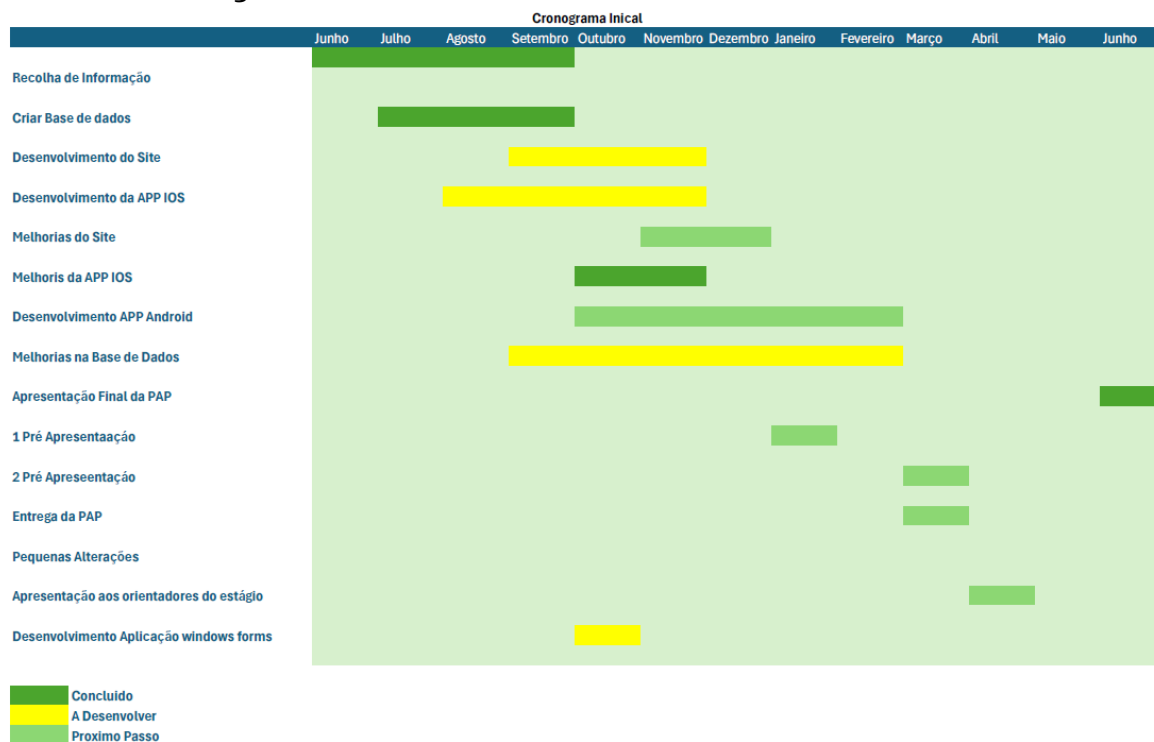 Cronograma Inical
Junho Julho Agosto Setembro Outubro Novembro Dezembro Janeiro Fevereiro Março Abril Maio Junho
Recolha de Informação
Criar Base de dados
Desenvolvimento do Site
Desenvolvimento da APP IOS
Melhorias do Site
Melhoris da APP IOS
Desenvolvimento APP Android
Melhorias na Base de Dados
Apresentação Final da PAP
1 Pré Apresentaação
2 Pré Apreseentação
Entrega da PAP
Pequenas Alterações
Apresentação aos orientadores do estágio
Desenvolvimento Aplicação windows forms
Concluido
A Desenvolver
Proximo Passo